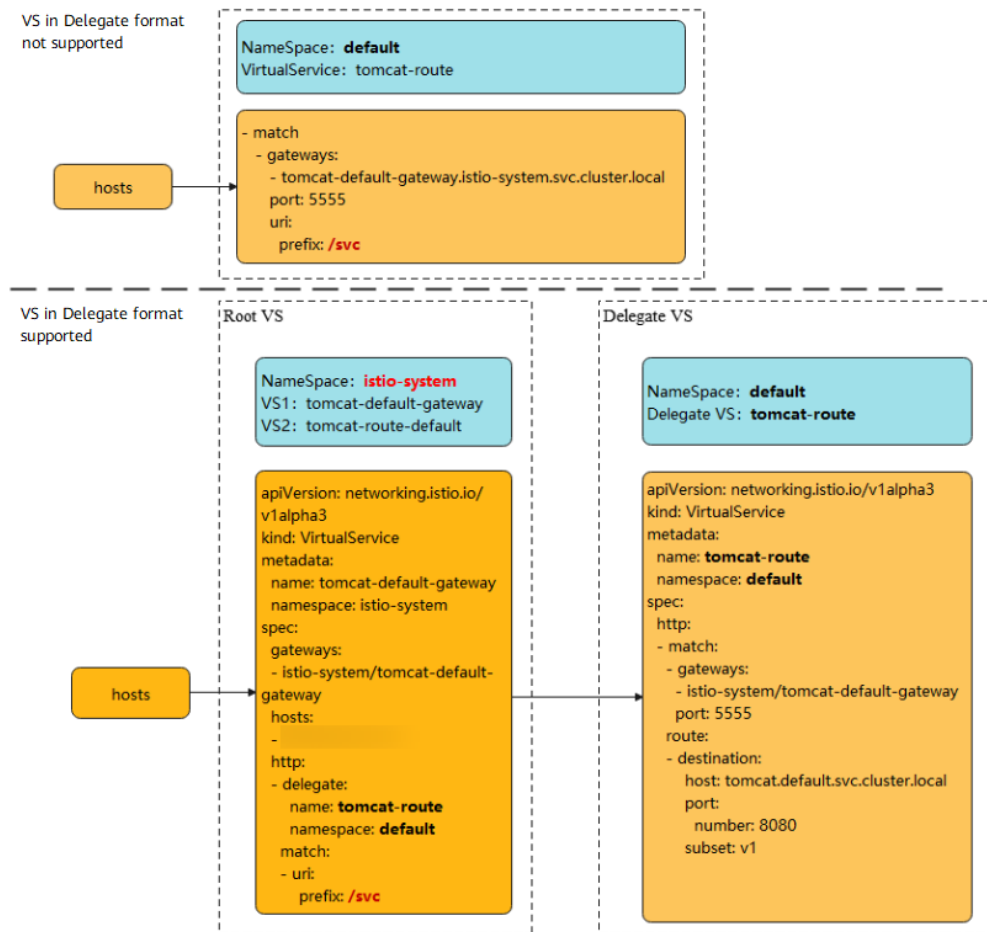 VS in Delegate format
not supported
NameSpace: default
VirtualService: tomcat-route
hosts
- match
- gateways:
- tomcat-default-gateway.istio-system.svc.cluster.local
port: 5555
uri:
prefix: /svc
VS in Delegate format
supported
Root VS
NameSpace: istio-system
VS1: tomcat-default-gateway
VS2: tomcat-route-default
hosts
apiVersion: networking.istio.io/
v1alpha3
kind: VirtualService
metadata:
name: tomcat-default-gateway
namespace: istio-system
spec:
gateways:
- istio-system/tomcat-default-
gateway
hosts:
-
http:
- delegate:
name: tomcat-route
namespace: default
match:
- uri:
prefix: /svc
Delegate VS
NameSpace: default
Delegate VS: tomcat-route
apiVersion: networking.istio.io/v1alpha3
kind: VirtualService
metadata:
name: tomcat-route
namespace: default
spec:
http:
- match:
- gateways:
- istio-system/tomcat-default-gateway
port: 5555
route:
- destination:
host: tomcat.default.svc.cluster.local
port:
number: 8080
subset: v1